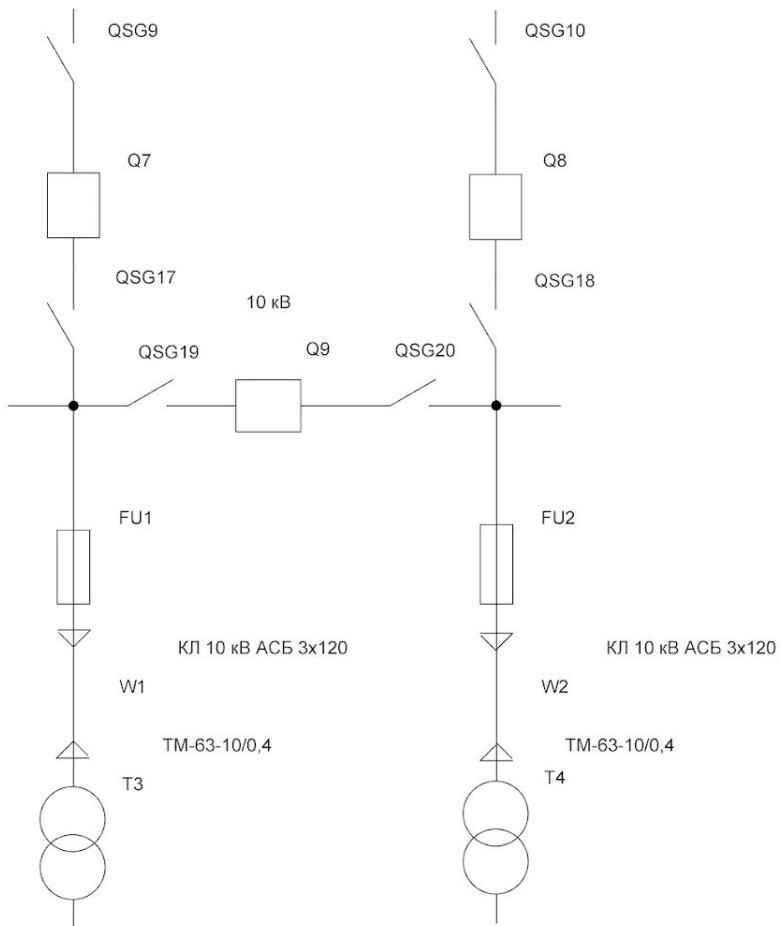 QSG9
QSG10
Q7
Q8
QSG17
QSG18
10 кВ
QSG19
Q9
QSG20
FU1
FU2
КЛ 10 кВ АСБ 3х120
КЛ 10 кВ АСБ 3х120
W1
W2
ТМ-63-10/0,4
ТМ-63-10/0,4
T3
T4